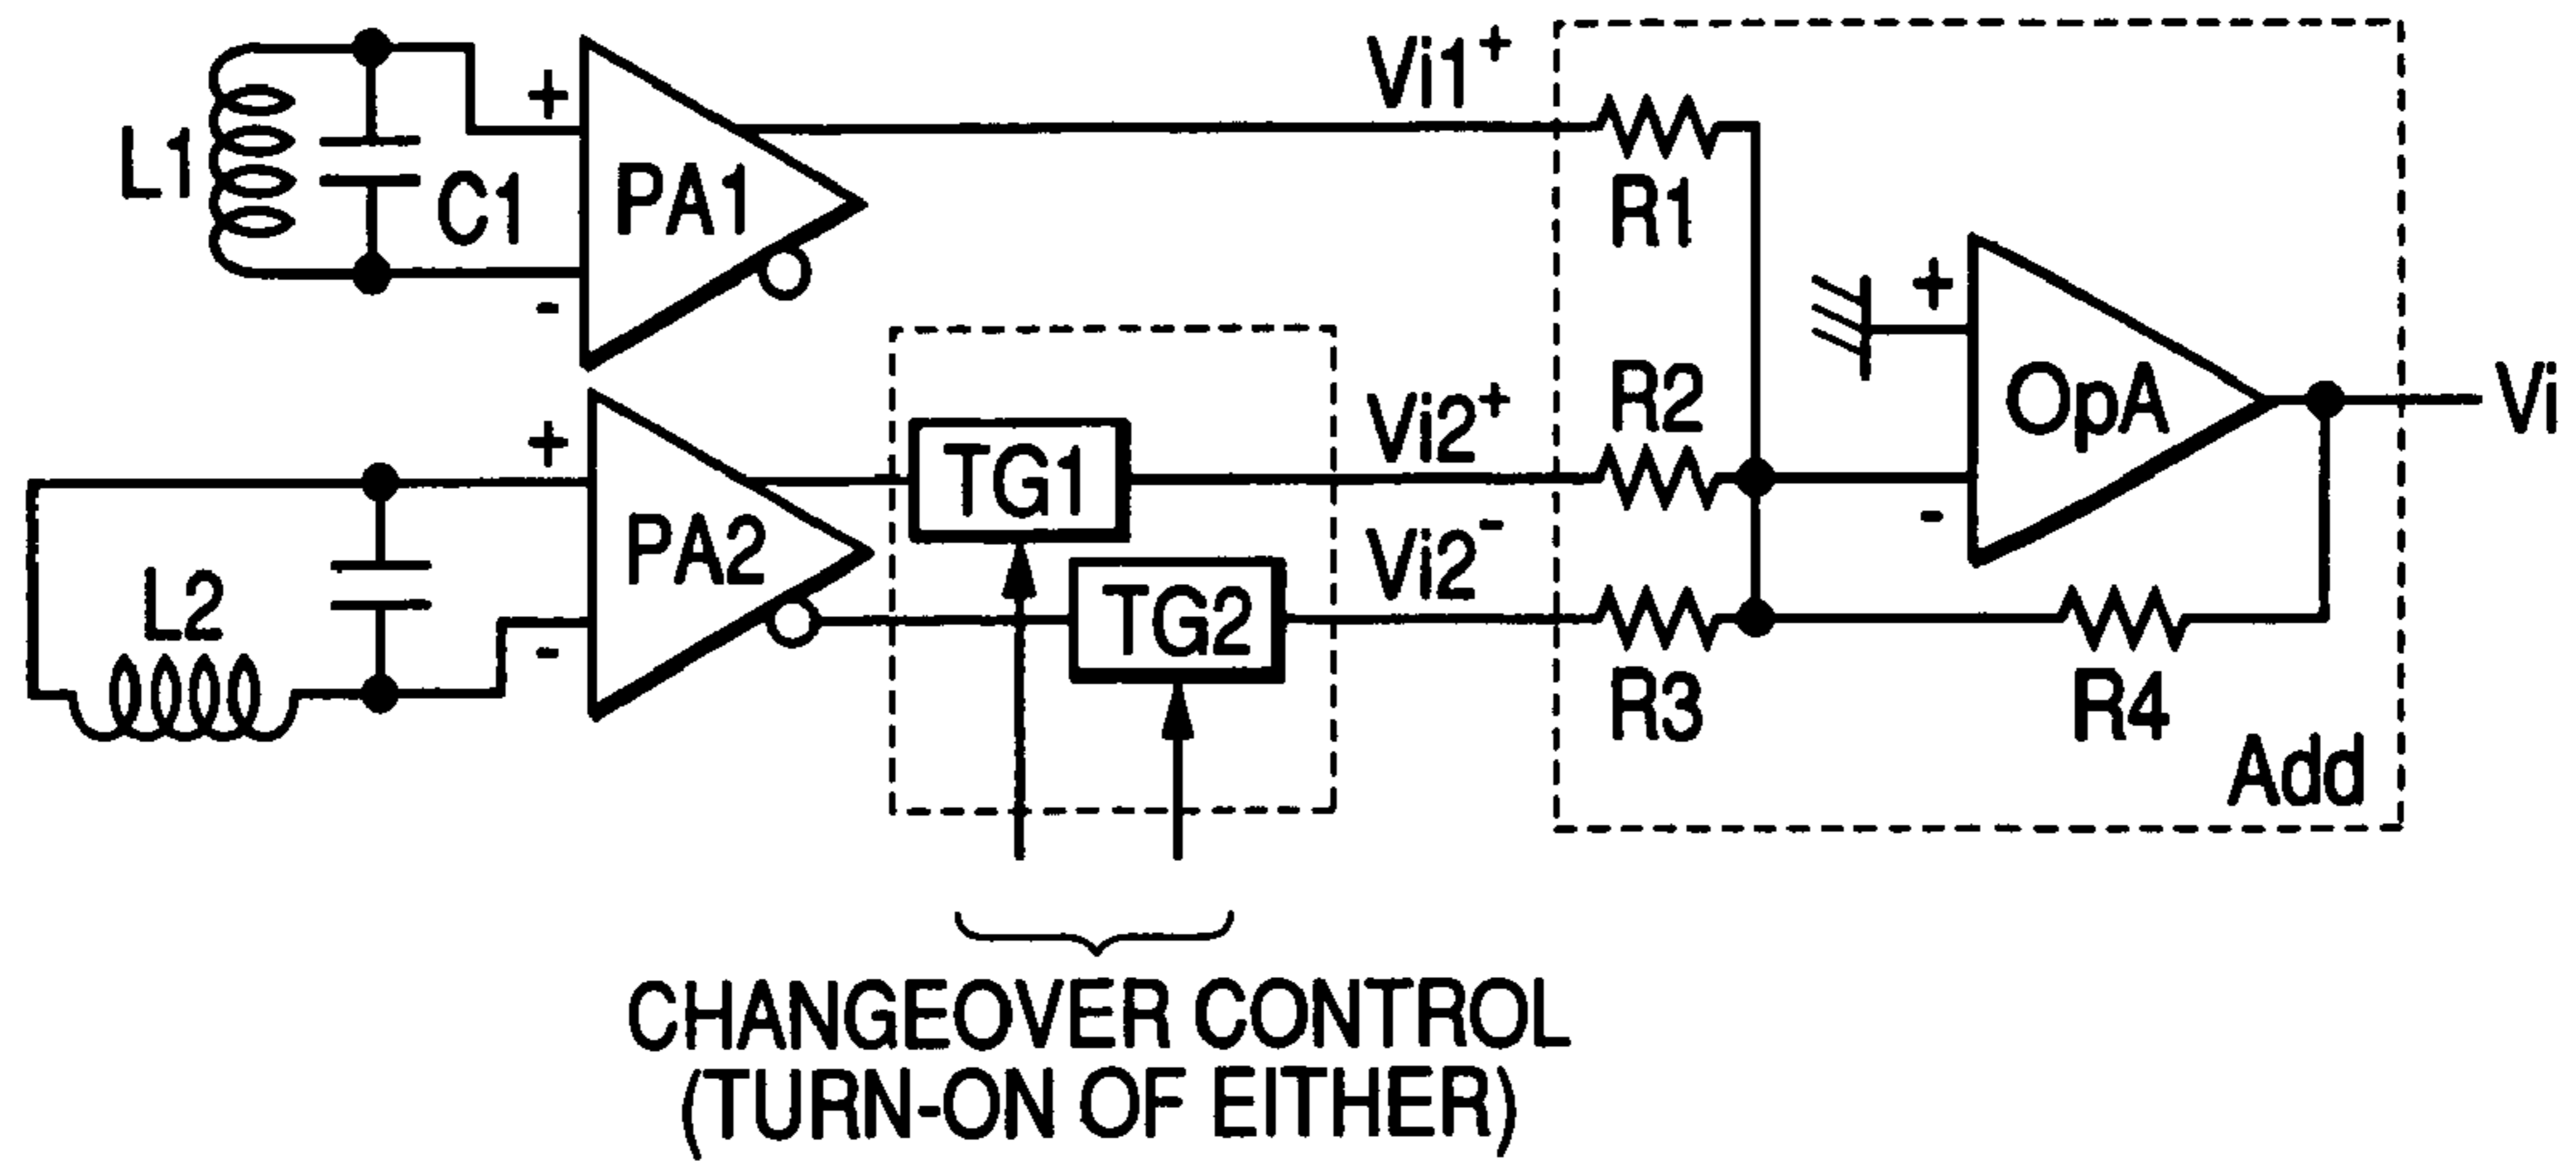 Vi1+
+
L1
C1
PA1
-
R1
+
OpA
Vi
+
TG1
Vi2+
R2
PA2
Vi2-
-
L2
-
TG2
R3
R4
Add
CHANGEOVER CONTROL
(TURN-ON OF EITHER)